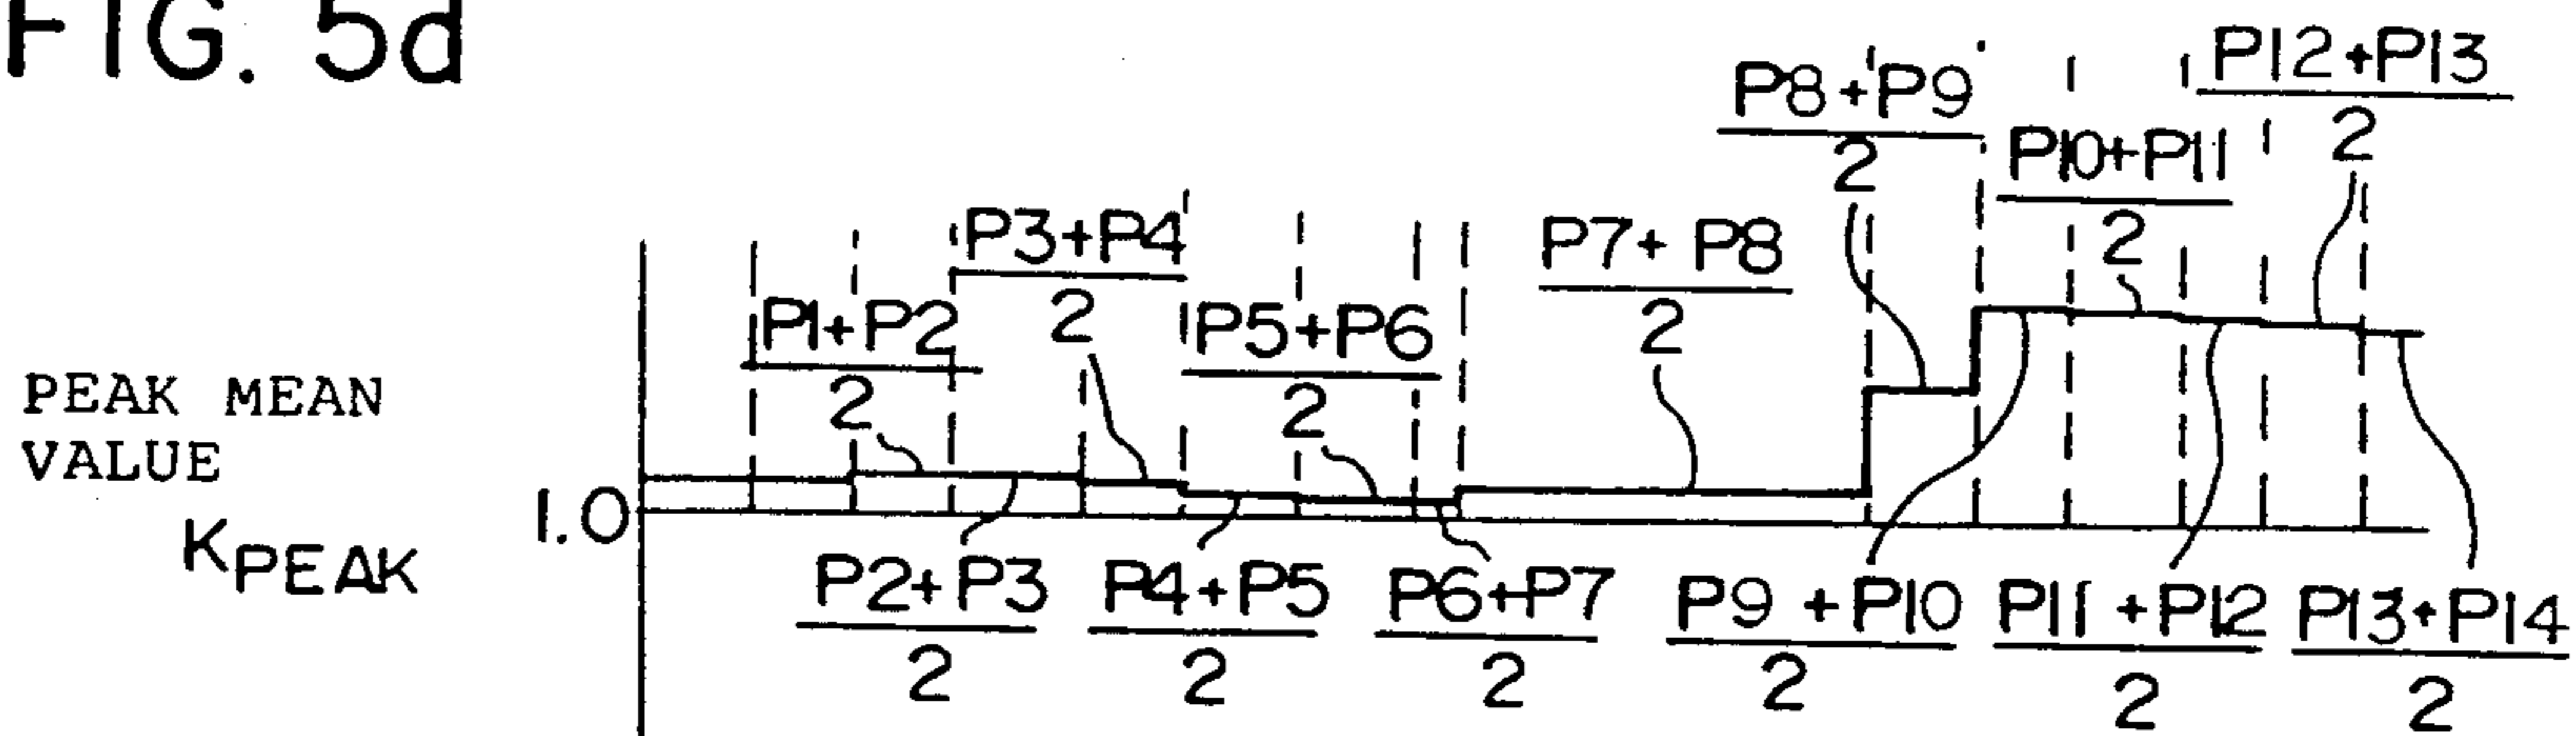 FIG. 5d
P12+P13
2
P8+P9
2
P10+P11
2
P3+P4
2
P7+ P8
2
P1+P2
2
P5+P6
2
PEAK MEAN
VALUE
1.0
KPEAK
P2+P3
2
P4+P5
2
P6+P7
2
P9+P10
2
P11+P12
2
P13+P14
2